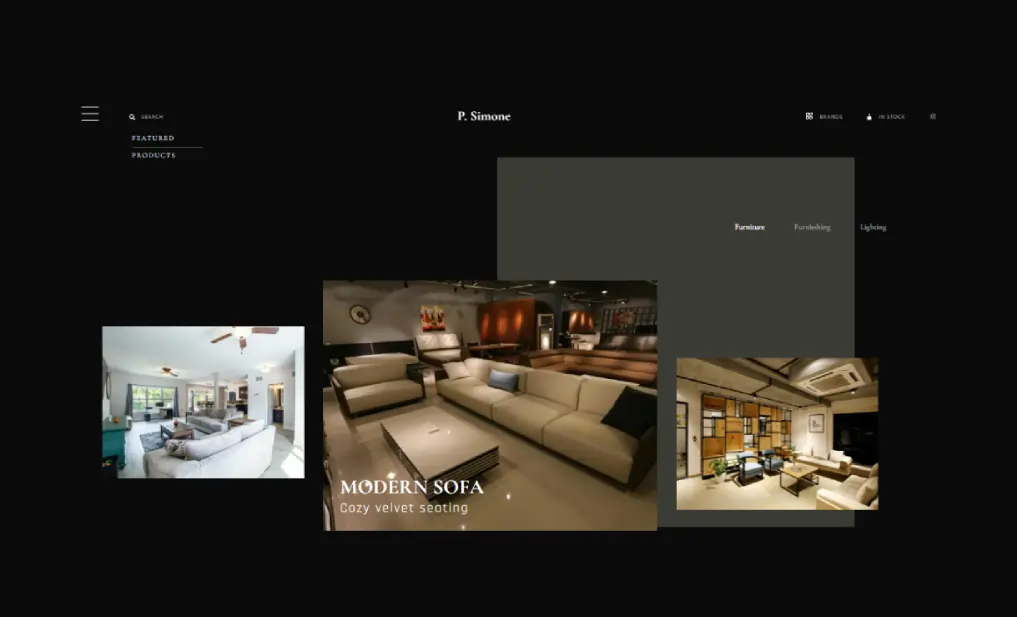 SEARCH
P. Simone
BRANDS
IN STOCK
FEATURED
PRODUCTS
Furniture
Furnishing
Lighting
MODERN SOFA
Cozy velvet seating